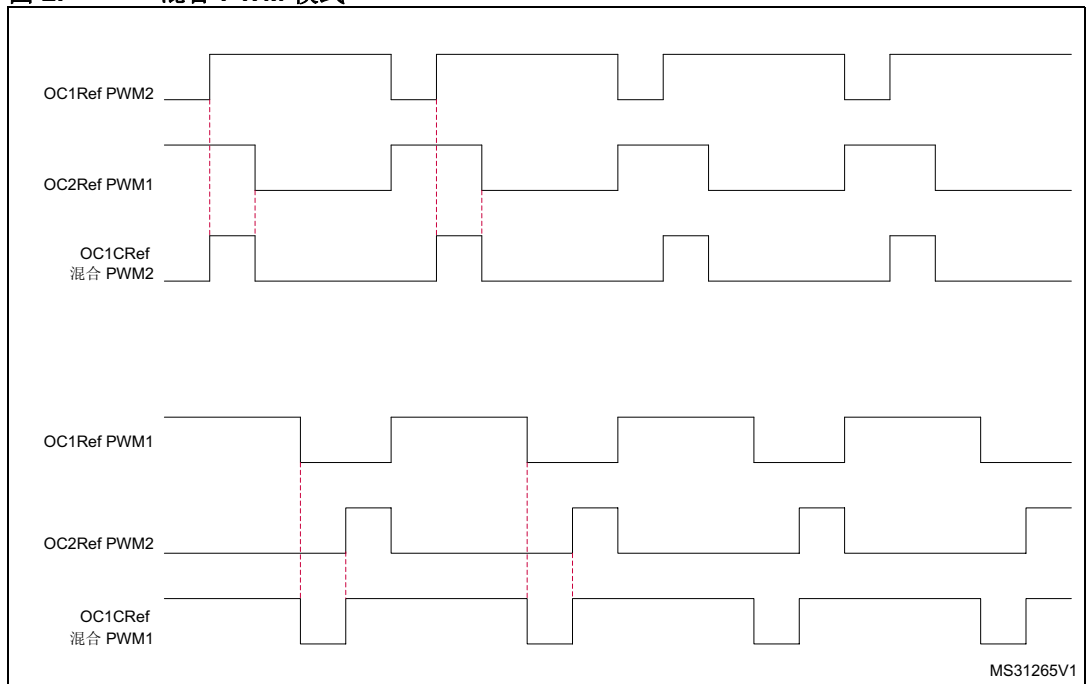 OC1Ref PWM2
OC2Ref PWM1
OC1CRef
混合 PWM2
OC1Ref PWM1
OC2Ref PWM2
OC1CRef
混合 PWM1
MS31265V1